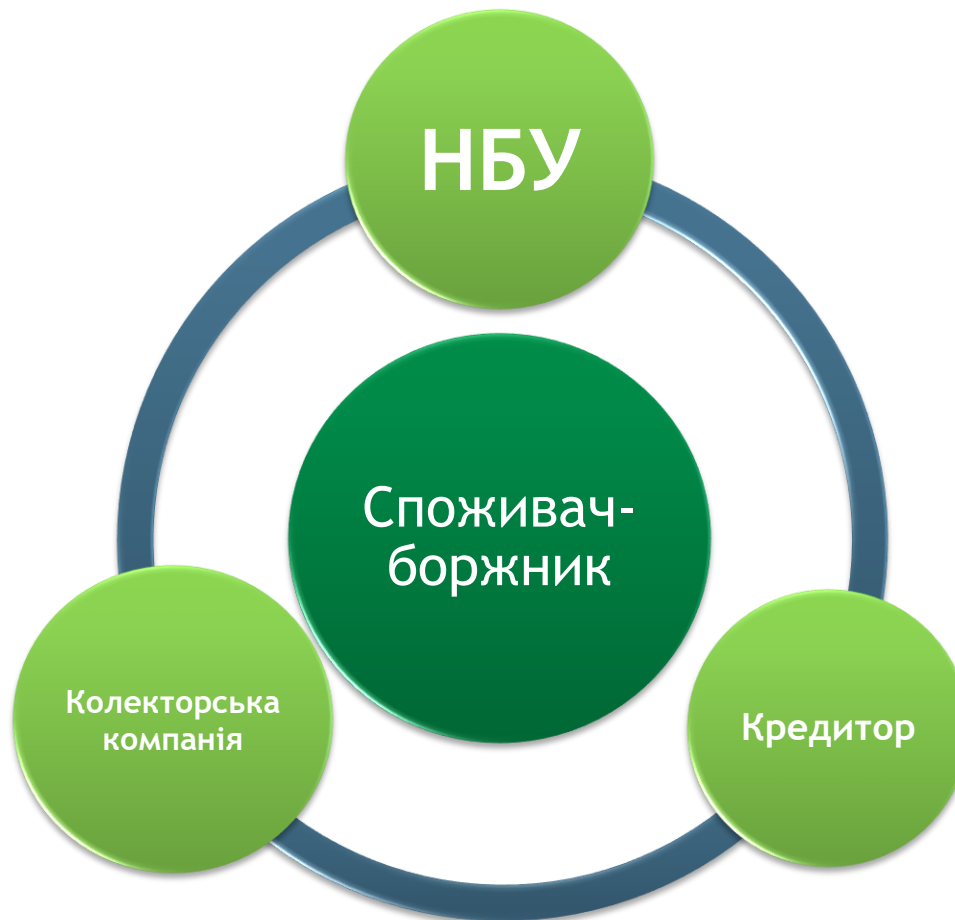 НБУ
Споживач-
боржник
Колекторська
компанія
Кредитор